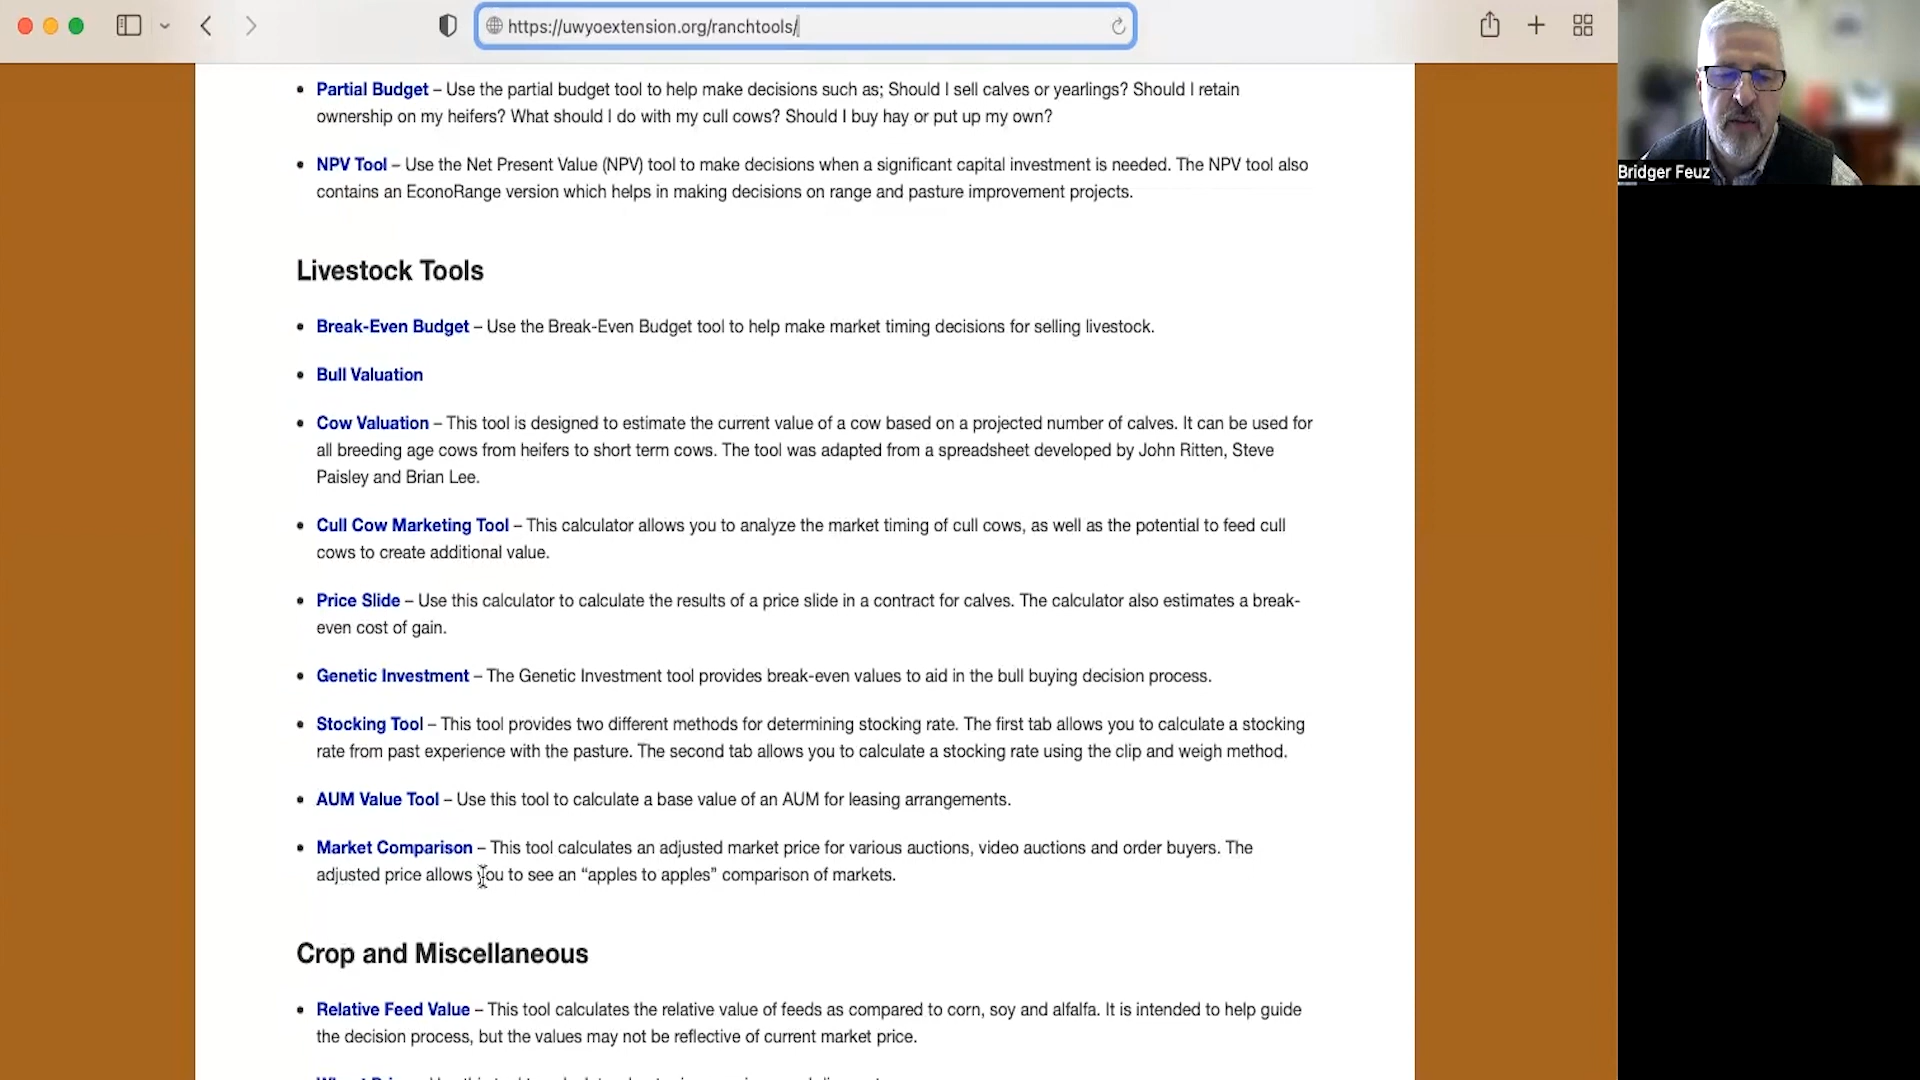 https://uwyoextension.org/ranchtools/
Partial Budget – Use the partial budget tool to help make decisions such as; Should I sell calves or yearlings? Should I retain
ownership on my heifers? What should I do with my cull cows? Should I buy hay or put up my own?
NPV Tool – Use the Net Present Value (NPV) tool to make decisions when a significant capital investment is needed. The NPV tool also
contains an EconoRange version which helps in making decisions on range and pasture improvement projects.
Livestock Tools
Break-Even Budget – Use the Break-Even Budget tool to help make market timing decisions for selling livestock.
Bull Valuation
Cow Valuation – This tool is designed to estimate the current value of a cow based on a projected number of calves. It can be used for
all breeding age cows from heifers to short term cows. The tool was adapted from a spreadsheet developed by John Ritten, Steve
Paisley and Brian Lee.
Cull Cow Marketing Tool – This calculator allows you to analyze the market timing of cull cows, as well as the potential to feed cull
cows to create additional value.
Price Slide – Use this calculator to calculate the results of a price slide in a contract for calves. The calculator also estimates a break-
even cost of gain.
Genetic Investment – The Genetic Investment tool provides break-even values to aid in the bull buying decision process.
Stocking Tool – This tool provides two different methods for determining stocking rate. The first tab allows you to calculate a stocking
rate from past experience with the pasture. The second tab allows you to calculate a stocking rate using the clip and weigh method.
AUM Value Tool – Use this tool to calculate a base value of an AUM for leasing arrangements.
Market Comparison – This tool calculates an adjusted market price for various auctions, video auctions and order buyers. The
adjusted price allows you to see an “apples to apples” comparison of markets.
Crop and Miscellaneous
Relative Feed Value – This tool calculates the relative value of feeds as compared to corn, soy and alfalfa. It is intended to help guide
the decision process, but the values may not be reflective of current market price.
Bridger Feuz